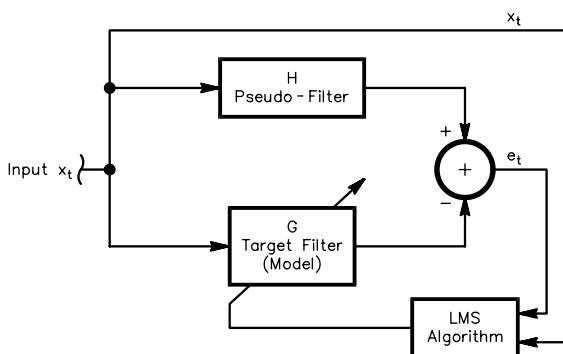 x_t
H
Pseudo-Filter
+
Input x_t
+
e_t
−
G
Target Filter
(Model)
LMS
Algorithm